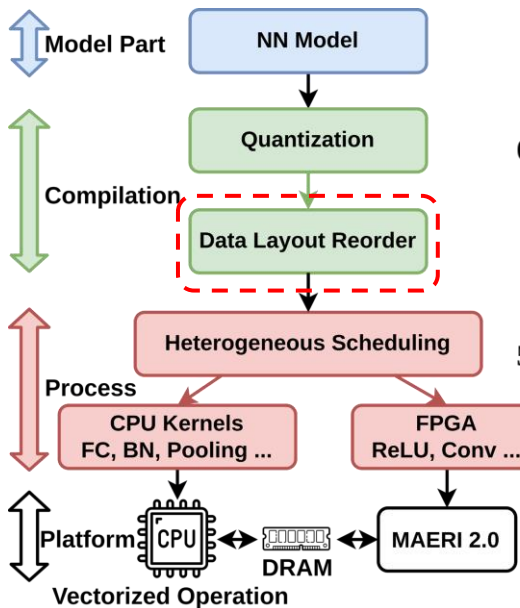 Model Part
NN Model
Quantization
Compilation
Data Layout Reorder
Heterogeneous Scheduling
Process
CPU Kernels
FC, BN, Pooling ...
FPGA
ReLU, Conv ...
Platform
CPU
DRAM
MAERI 2.0
Vectorized Operation